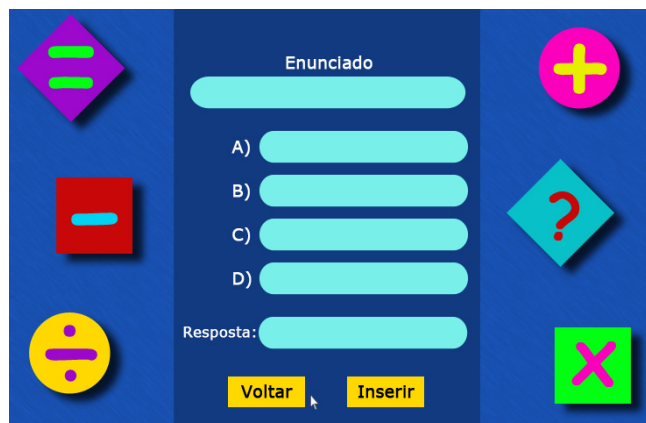 Enunciado
A)
B)
C)
D)
Resposta:
Voltar Inserir